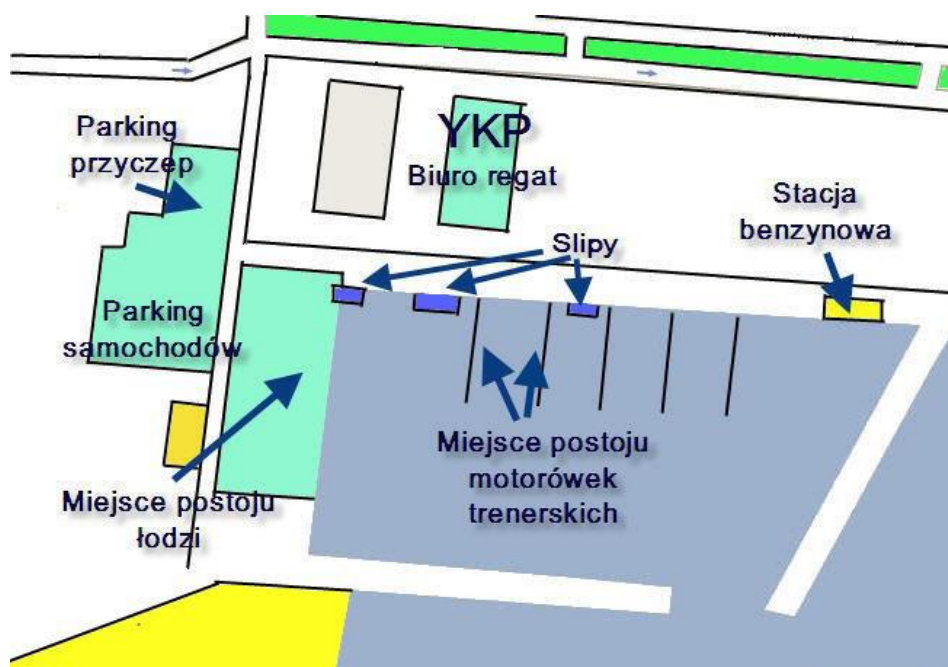 YKP
Biuro regat
Parking
przyczep
Stacja
benzynowa
Slipy
Parking
samochodów
Miejsce postoju
motorówek
trenerskich
Miejsce postoju
łodzi